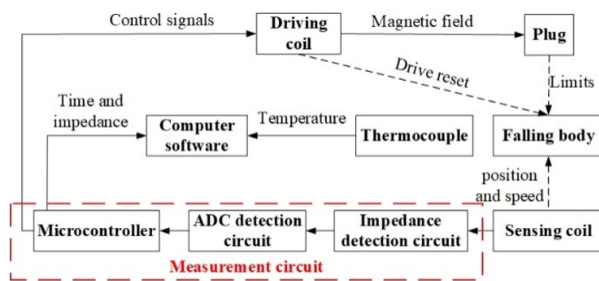 Control signals
Driving
coil
Magnetic field
Plug
Drive reset
Limits
Time and
impedance
Computer
software
Temperature
Thermocouple
Falling body
position
and speed
Microcontroller
ADC detection
circuit
Impedance
detection circuit
Sensing coil
Measurement circuit